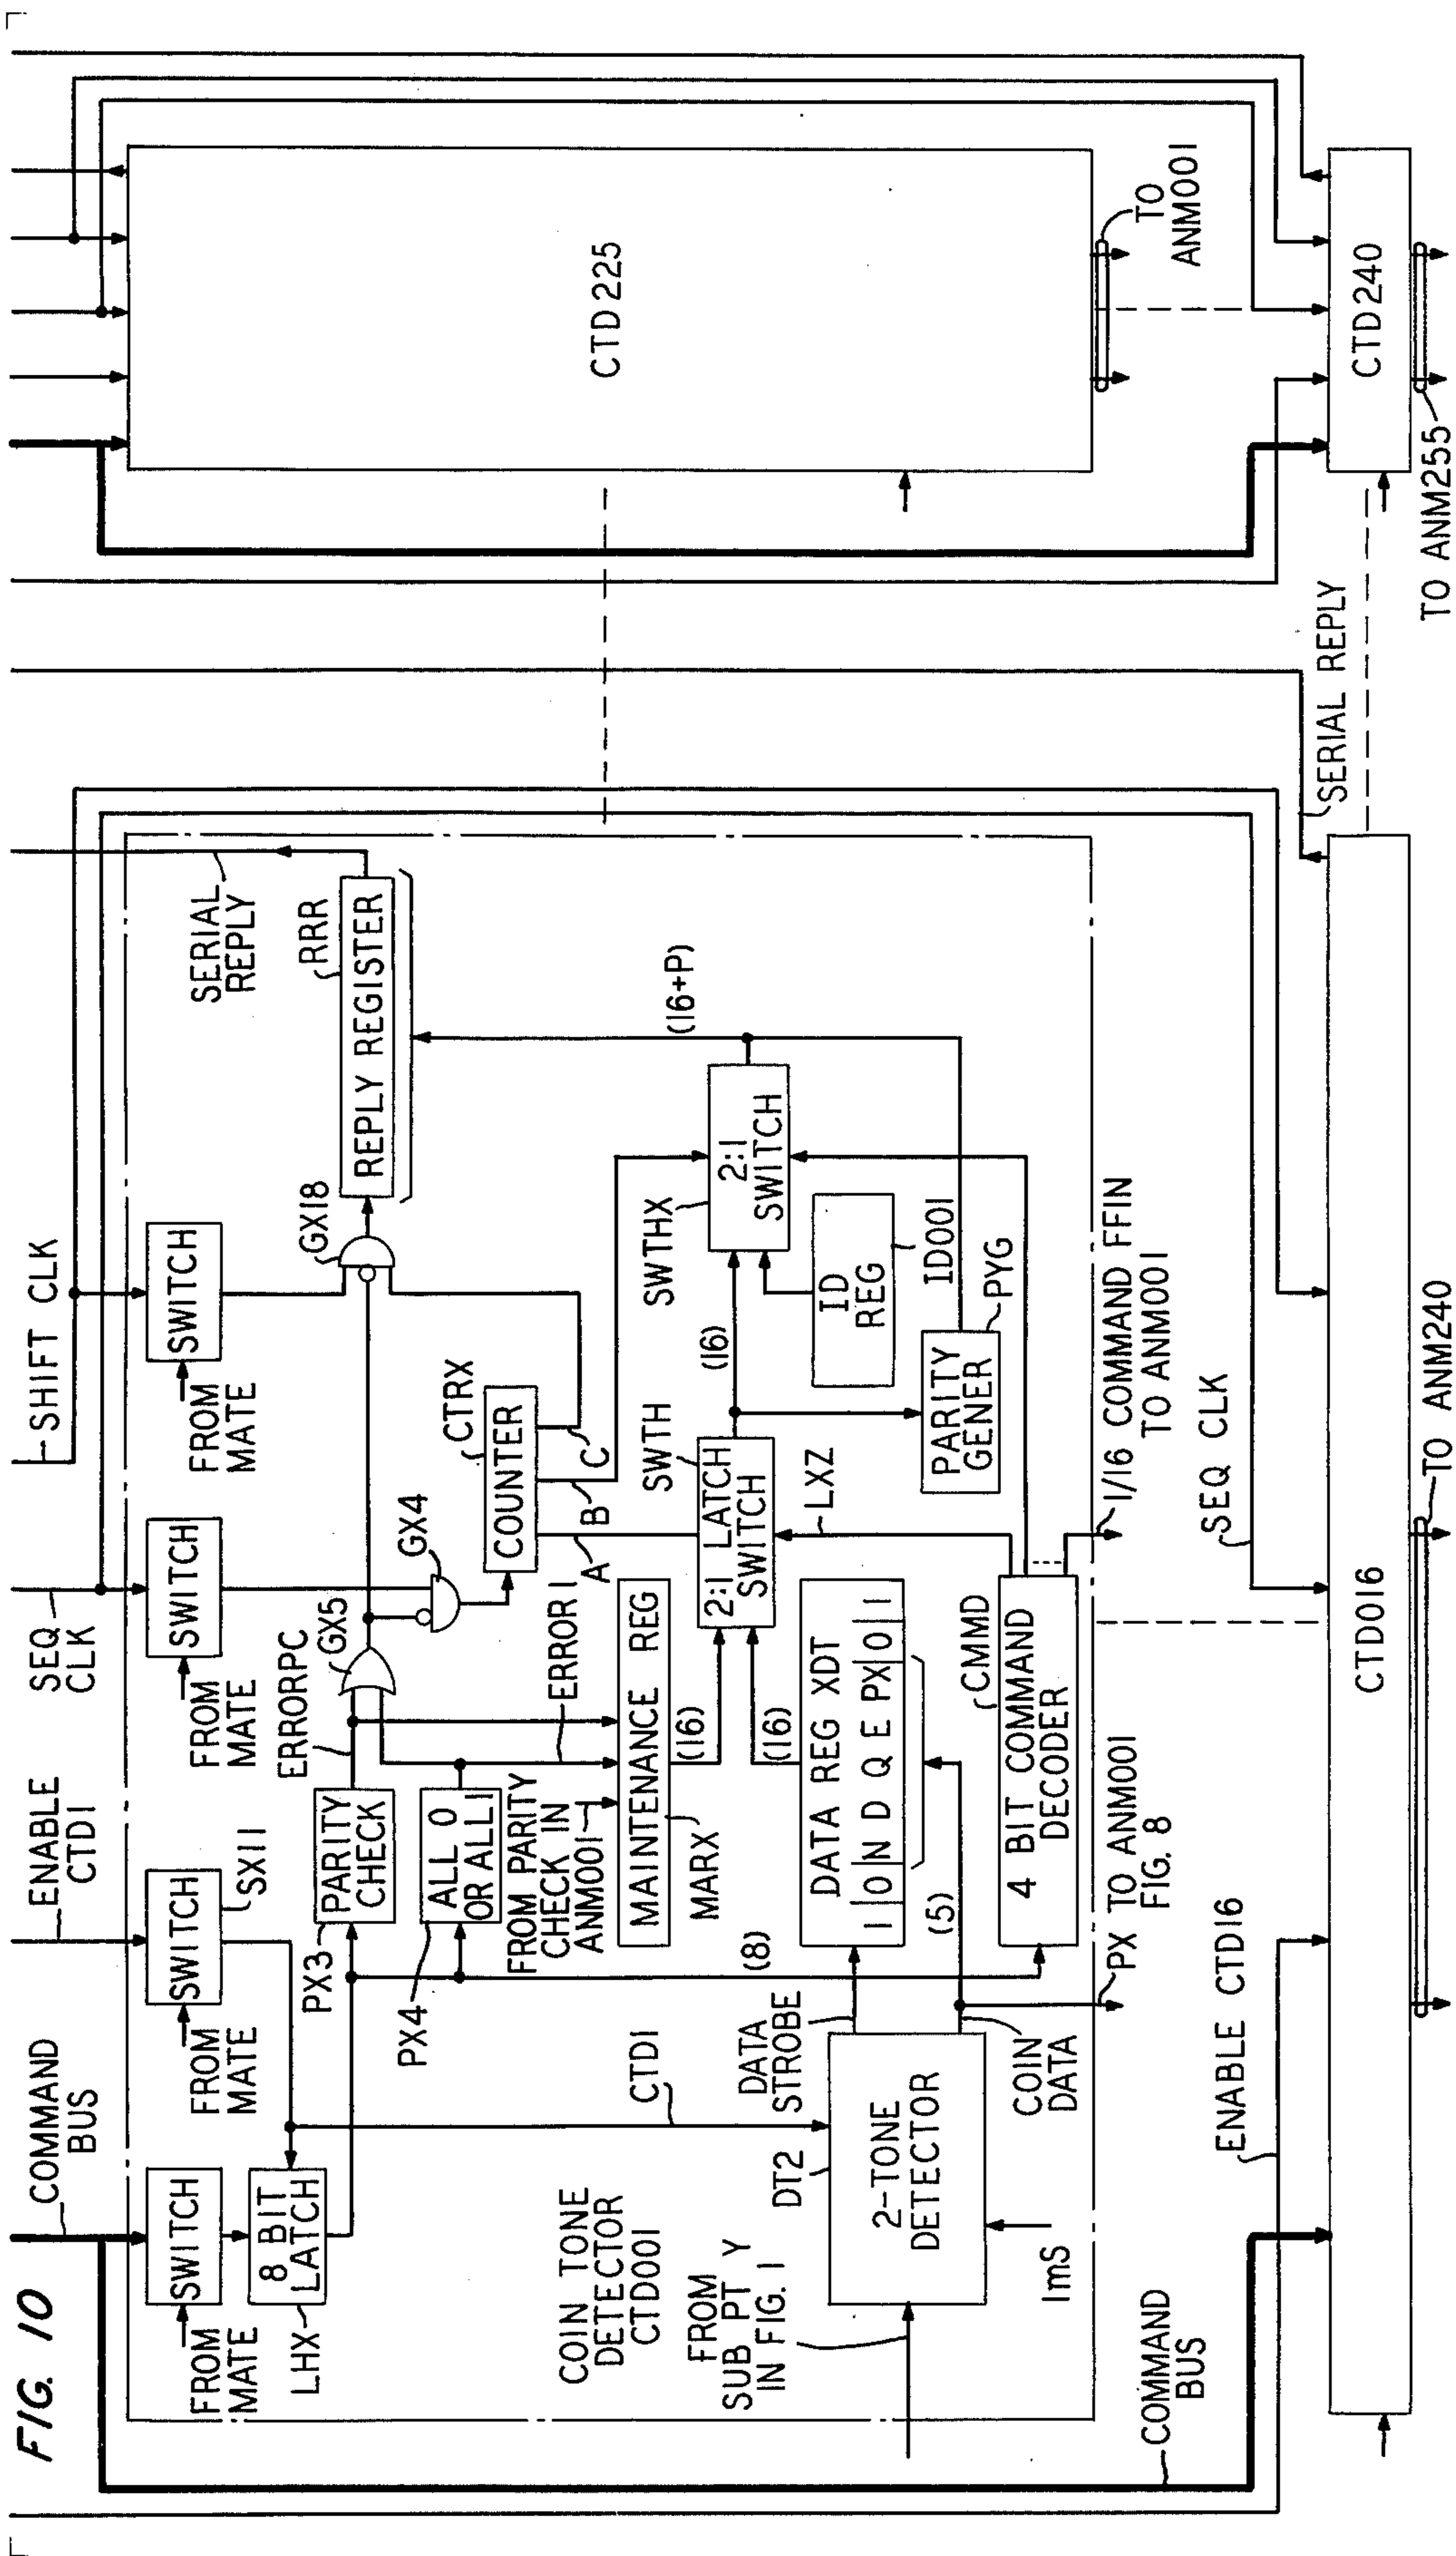 FIG. 10
COMMAND
BUS
ENABLE
CTD1
SEQ
CLK
SHIFT CLK
SWITCH
FROM
MATE
8 BIT
LATCH
LHX
SWITCH
SX11
FROM
MATE
SWITCH
FROM
MATE
SWITCH
FROM
MATE
SERIAL
REPLY
PX3
PARITY
CHECK
ERRORPC
GX5
GX4
GX18
RRR
REPLY REGISTER
PX4
ALL 0
OR ALL 1
ERROR 1
COUNTER
CTRX
A
B
C
FROM PARITY
CHECK IN
ANM001
MAINTENANCE REG
MARX
(16)
COIN TONE
DETECTOR
CTD001
CTD1
(8)
2:1 LATCH
SWITCH
SWTH
(16)
SWTHX
2:1
SWITCH
(16+P)
FROM
SUB PT Y
IN FIG. 1
DT2
2-TONE
DETECTOR
1mS
DATA
STROBE
COIN
DATA
DATA REG XDT
1 0 N D Q E PX 0 1
(16)
(5)
LXZ
ID
REG
ID001
PARITY
GENER
PYG
CMMD
4 BIT COMMAND
DECODER
PX TO ANM001
FIG. 8
1/16 COMMAND FFIN
TO ANM001
COMMAND
BUS
ENABLE CTD16
SEQ CLK
SERIAL REPLY
CTD016
TO ANM240
CTD225
TO
ANM001
CTD240
TO ANM255